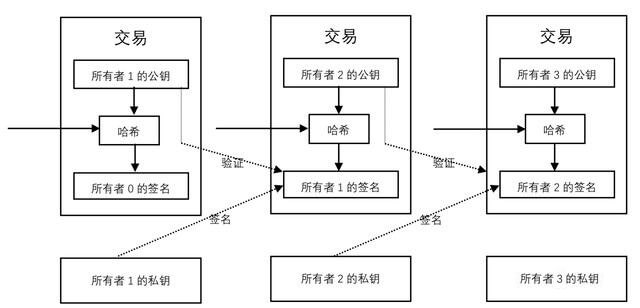 交易
交易
交易
所有者 1 的公钥
所有者 2 的公钥
所有者 3 的公钥
哈希
哈希
哈希
验证
验证
所有者 0 的签名
所有者 1 的签名
所有者 2 的签名
签名
签名
所有者 1 的私钥
所有者 2 的私钥
所有者 3 的私钥